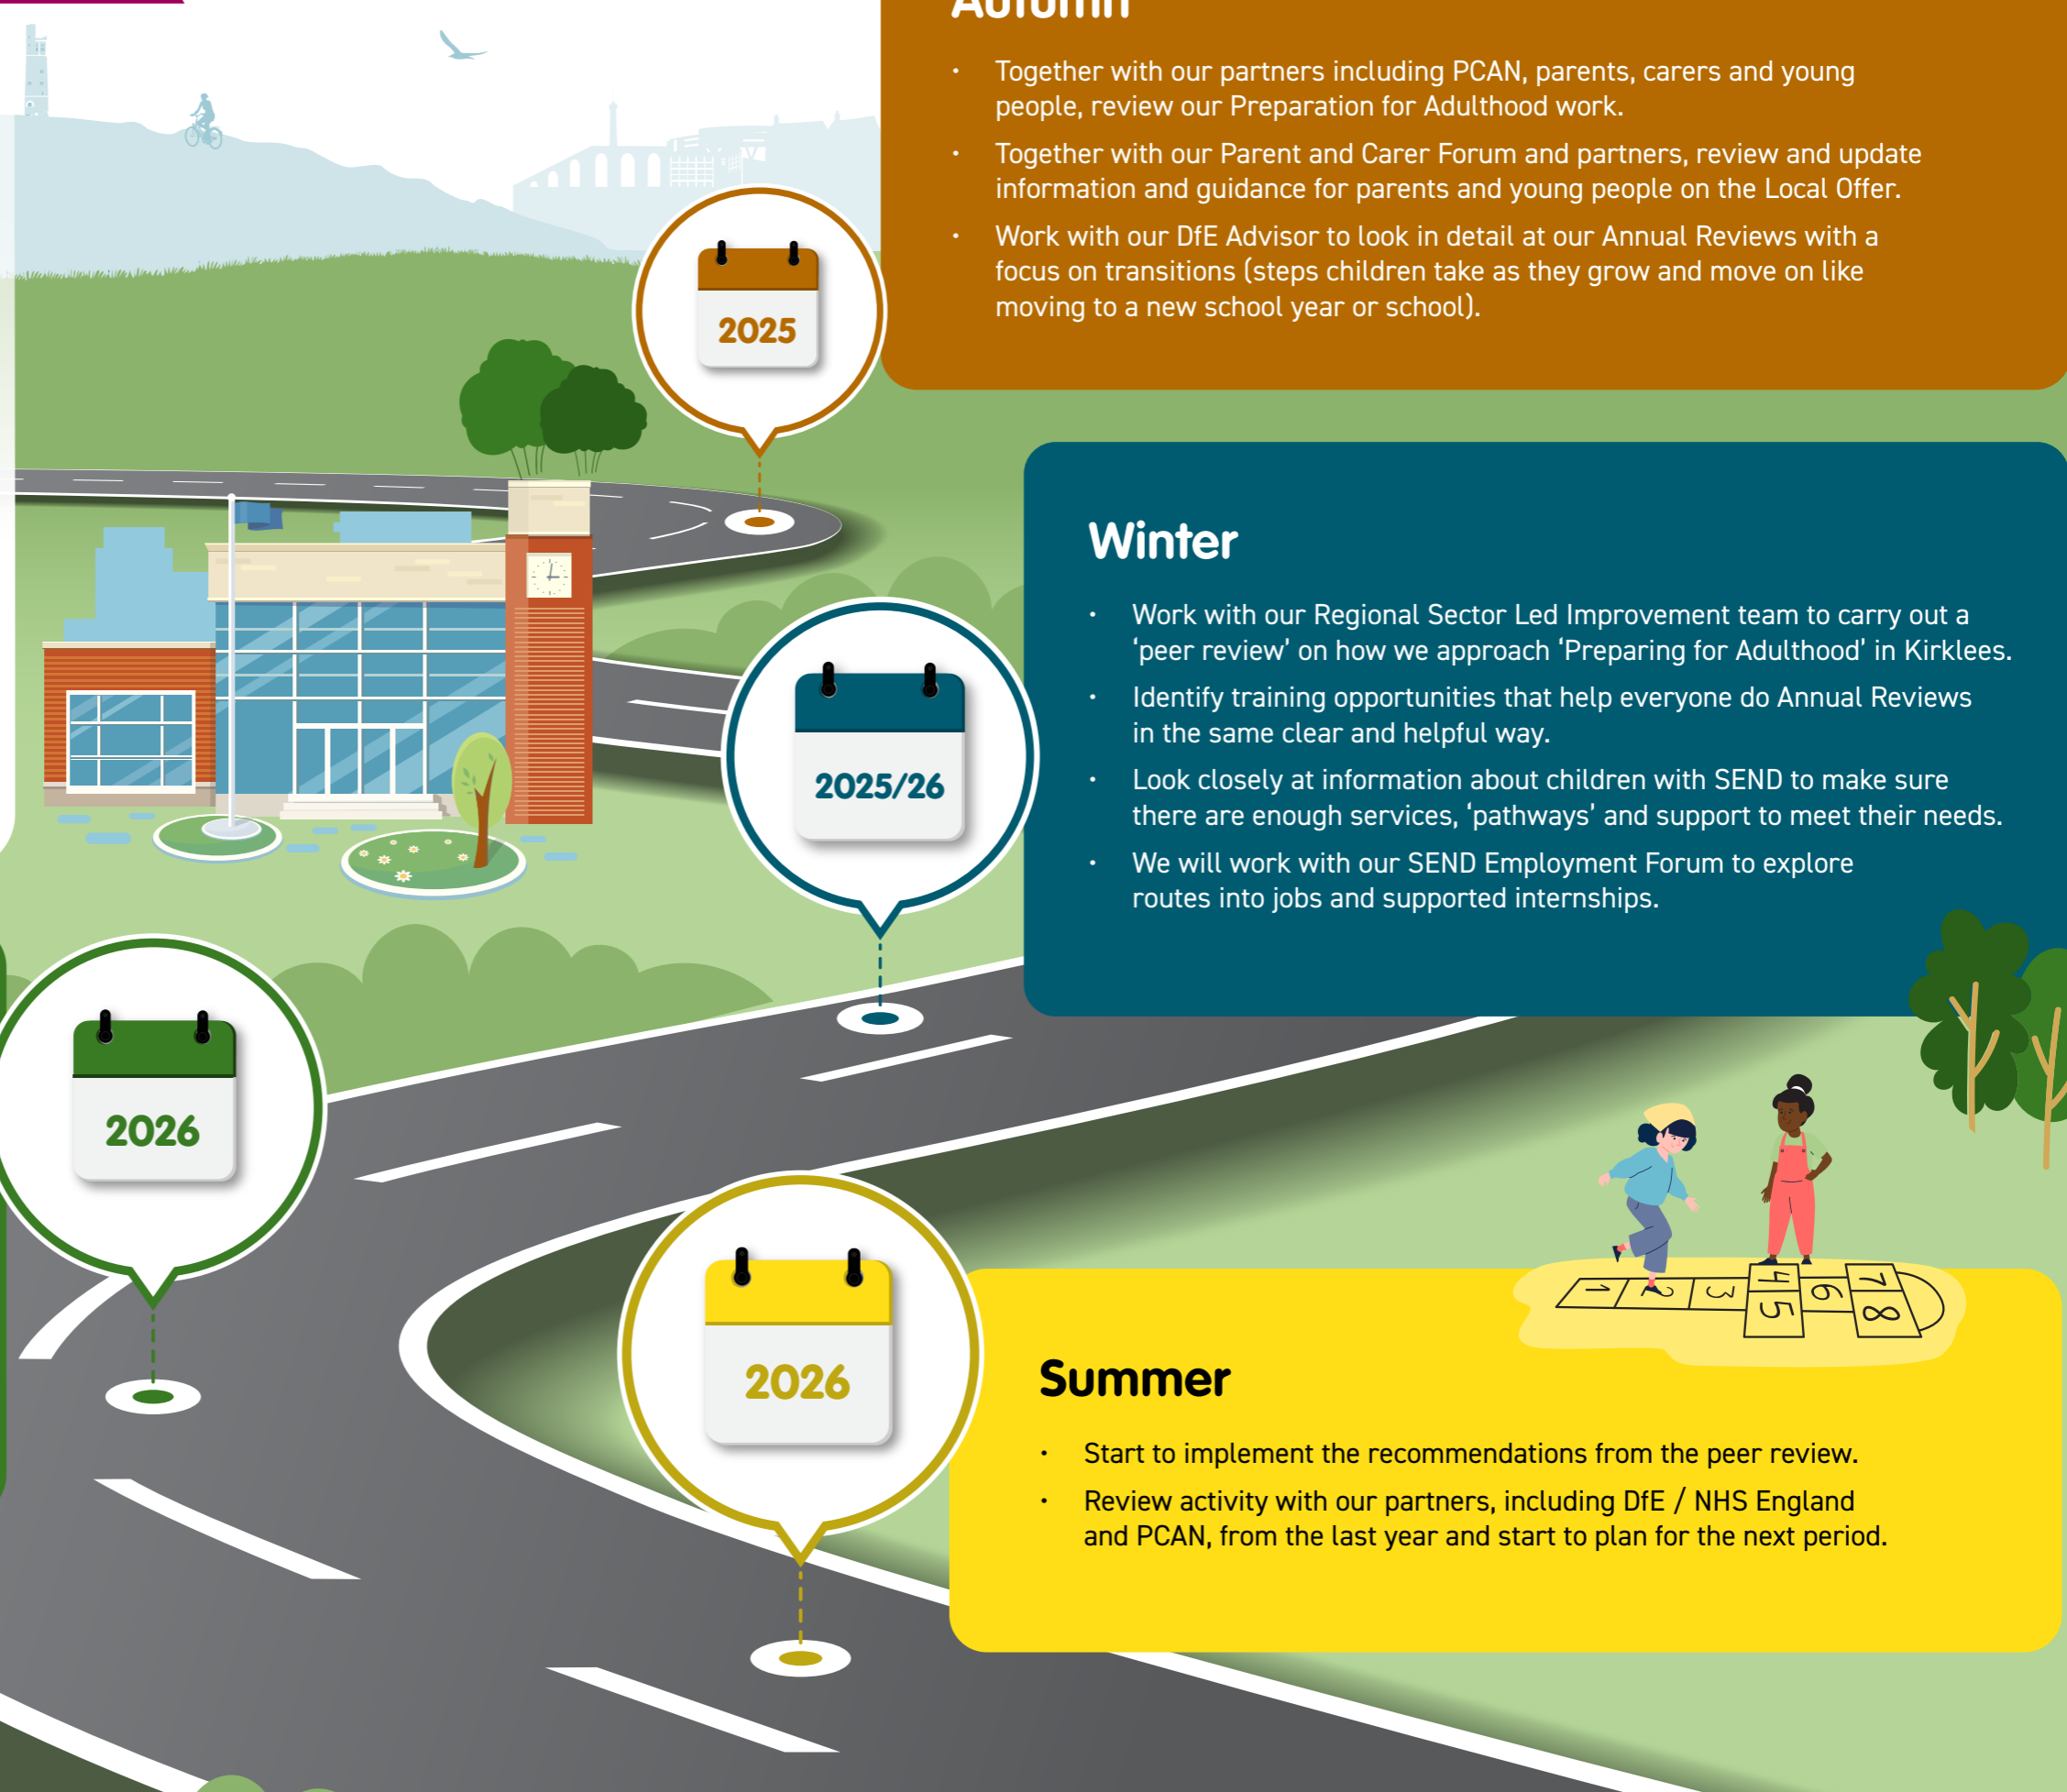 Autumn
• Together with our partners including PCAN, parents, carers and young
people, review our Preparation for Adulthood work.
• Together with our Parent and Carer Forum and partners, review and update
information and guidance for parents and young people on the Local Offer.
• Work with our DfE Advisor to look in detail at our Annual Reviews with a
focus on transitions (steps children take as they grow and move on like
moving to a new school year or school).
2025
Winter
• Work with our Regional Sector Led Improvement team to carry out a
‘peer review’ on how we approach ‘Preparing for Adulthood’ in Kirklees.
• Identify training opportunities that help everyone do Annual Reviews
in the same clear and helpful way.
• Look closely at information about children with SEND to make sure
there are enough services, ‘pathways’ and support to meet their needs.
• We will work with our SEND Employment Forum to explore
routes into jobs and supported internships.
2025/26
2026
2026
1 2 3 4 5 6 7 8
Summer
• Start to implement the recommendations from the peer review.
• Review activity with our partners, including DfE / NHS England
and PCAN, from the last year and start to plan for the next period.